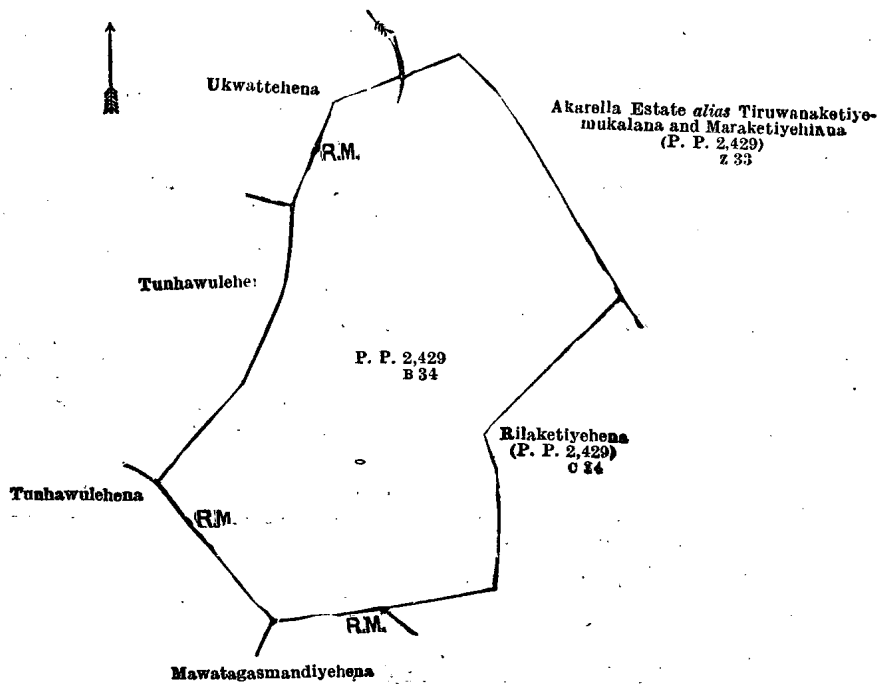 Ukwattehena
Akarella Estate alias Tiruwanaketiye-
mukalana and Maraketiyehinna
(P. P. 2,429)
Z 33
R.M.
Tunhawulehe
P. P. 2,429
B 34
Rilaketiyehena
(P. P. 2,429)
C 34
Tunhawulehena
R.M.
R.M.
Mawatagasmandiyehena